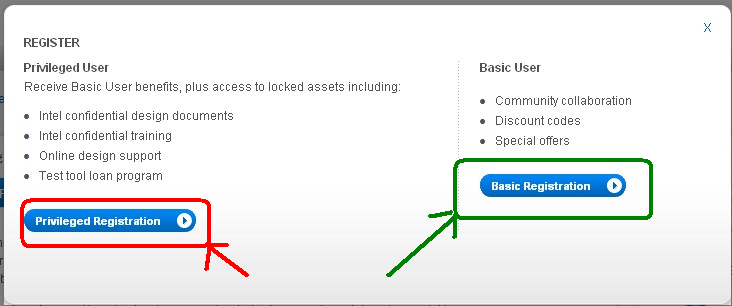 X
REGISTER
Privileged User
Receive Basic User benefits, plus access to locked assets including:
Intel confidential design documents
Intel confidential training
Online design support
Test tool loan program
Privileged Registration
Basic User
Community collaboration
Discount codes
Special offers
Basic Registration